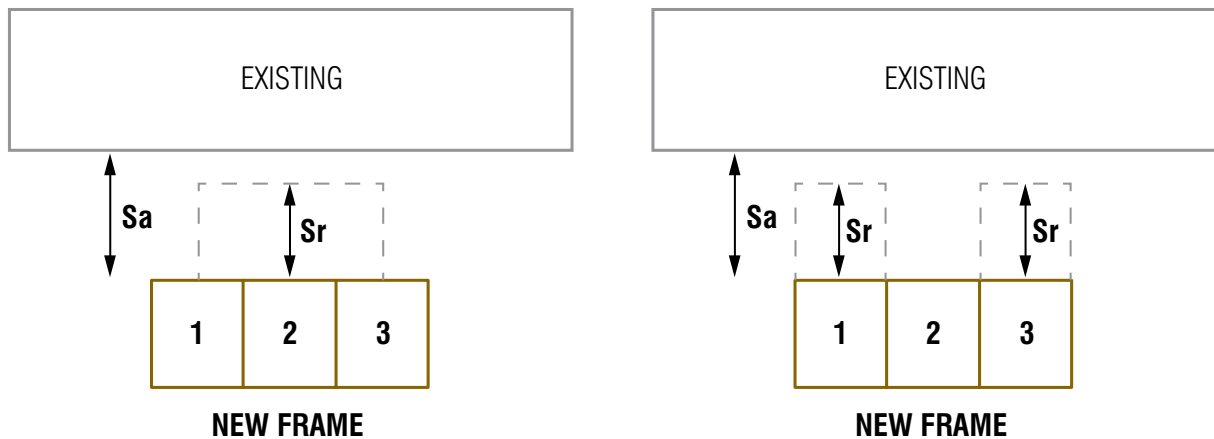 EXISTING
Sa
Sr
1 2 3
NEW FRAME
EXISTING
Sa
Sr
Sr
1 2 3
NEW FRAME